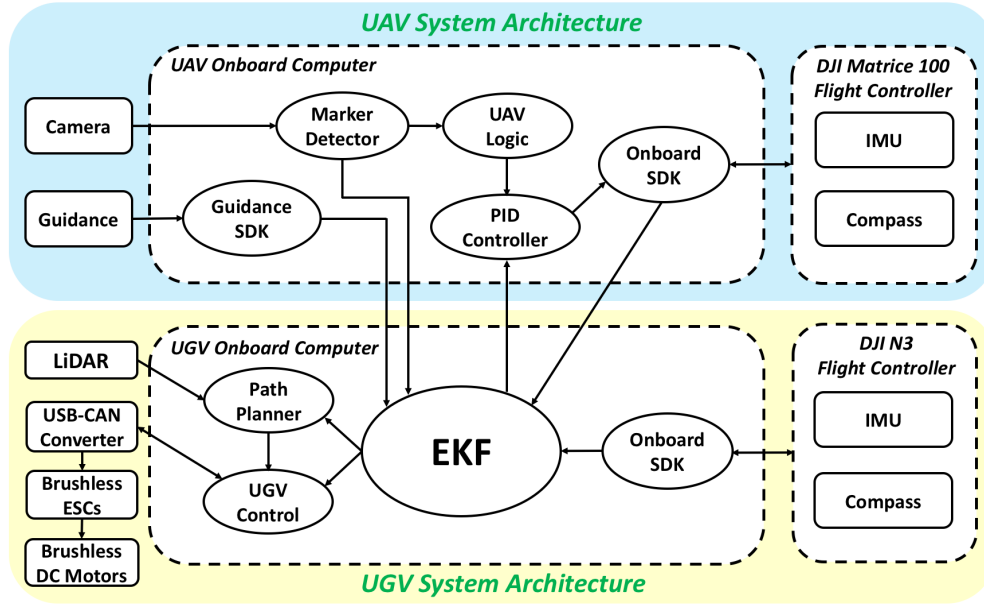 UAV System Architecture
UAV Onboard Computer
DJI Matrice 100
Flight Controller
Camera
Marker
Detector
UAV
Logic
Onboard
SDK
IMU
Guidance
Guidance
SDK
PID
Controller
Compass
UGV Onboard Computer
DJI N3
Flight Controller
LiDAR
Path
Planner
USB-CAN
Converter
EKF
Onboard
SDK
IMU
Brushless
ESCs
UGV
Control
Compass
Brushless
DC Motors
UGV System Architecture